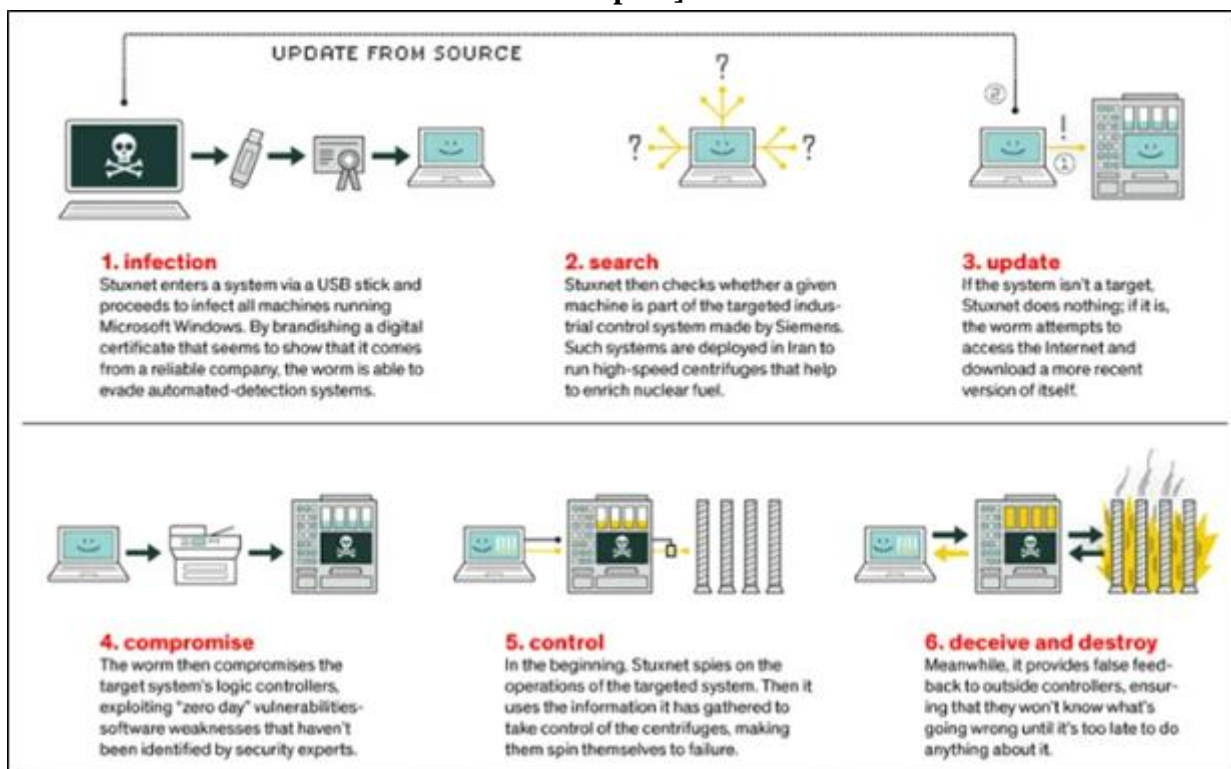 UPDATE FROM SOURCE
?
?
?
2
!
1
1. infection
Stuxnet enters a system via a USB stick and
proceeds to infect all machines running
Microsoft Windows. By brandishing a digital
certificate that seems to show that it comes
from a reliable company, the worm is able to
evade automated-detection systems.
2. search
Stuxnet then checks whether a given
machine is part of the targeted indus-
trial control system made by Siemens.
Such systems are deployed in Iran to
run high-speed centrifuges that help
to enrich nuclear fuel.
3. update
If the system isn't a target,
Stuxnet does nothing; if it is,
the worm attempts to
access the Internet and
download a more recent
version of itself.
4. compromise
The worm then compromises the
target system's logic controllers,
exploiting "zero day" vulnerabilities-
software weaknesses that haven't
been identified by security experts.
5. control
In the beginning, Stuxnet spies on the
operations of the targeted system. Then it
uses the information it has gathered to
take control of the centrifuges, making
them spin themselves to failure.
6. deceive and destroy
Meanwhile, it provides false feed-
back to outside controllers, ensur-
ing that they won't know what's
going wrong until it's too late to do
anything about it.